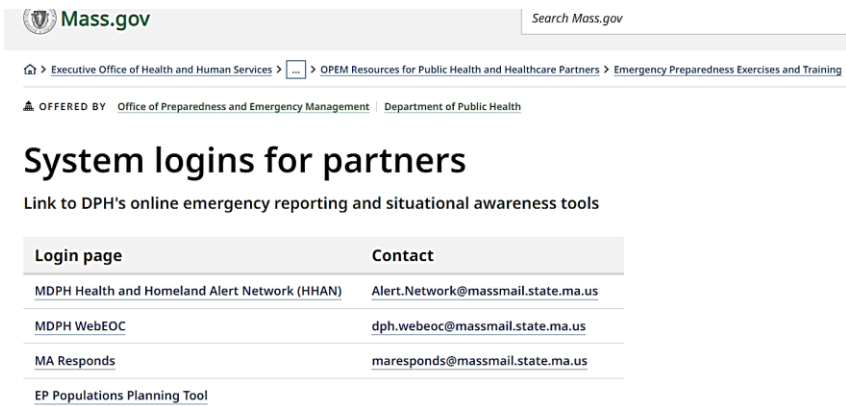 Mass.gov
Search Mass.gov
> Executive Office of Health and Human Services > ... > OPEM Resources for Public Health and Healthcare Partners > Emergency Preparedness Exercises and Training
OFFERED BY Office of Preparedness and Emergency Management | Department of Public Health
System logins for partners
Link to DPH's online emergency reporting and situational awareness tools
Login page Contact
MDPH Health and Homeland Alert Network (HHAN) Alert.Network@massmail.state.ma.us
MDPH WebEOC dph.webeoc@massmail.state.ma.us
MA Responds maresponds@massmail.state.ma.us
EP Populations Planning Tool